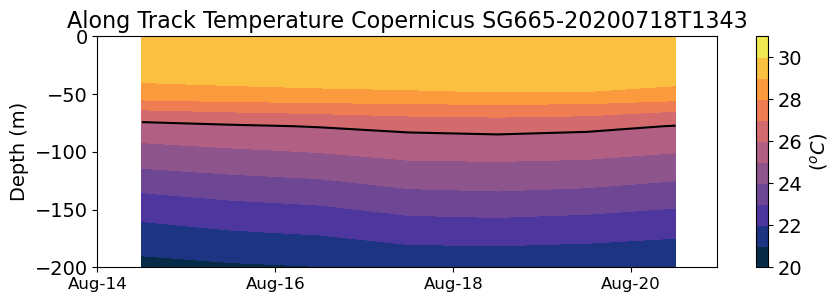 Along Track Temperature Copernicus SG665-20200718T1343
0
−50
−100
−150
−200
Depth (m)
Aug-14
Aug-16
Aug-18
Aug-20
30
28
26
24
22
20
(°C)